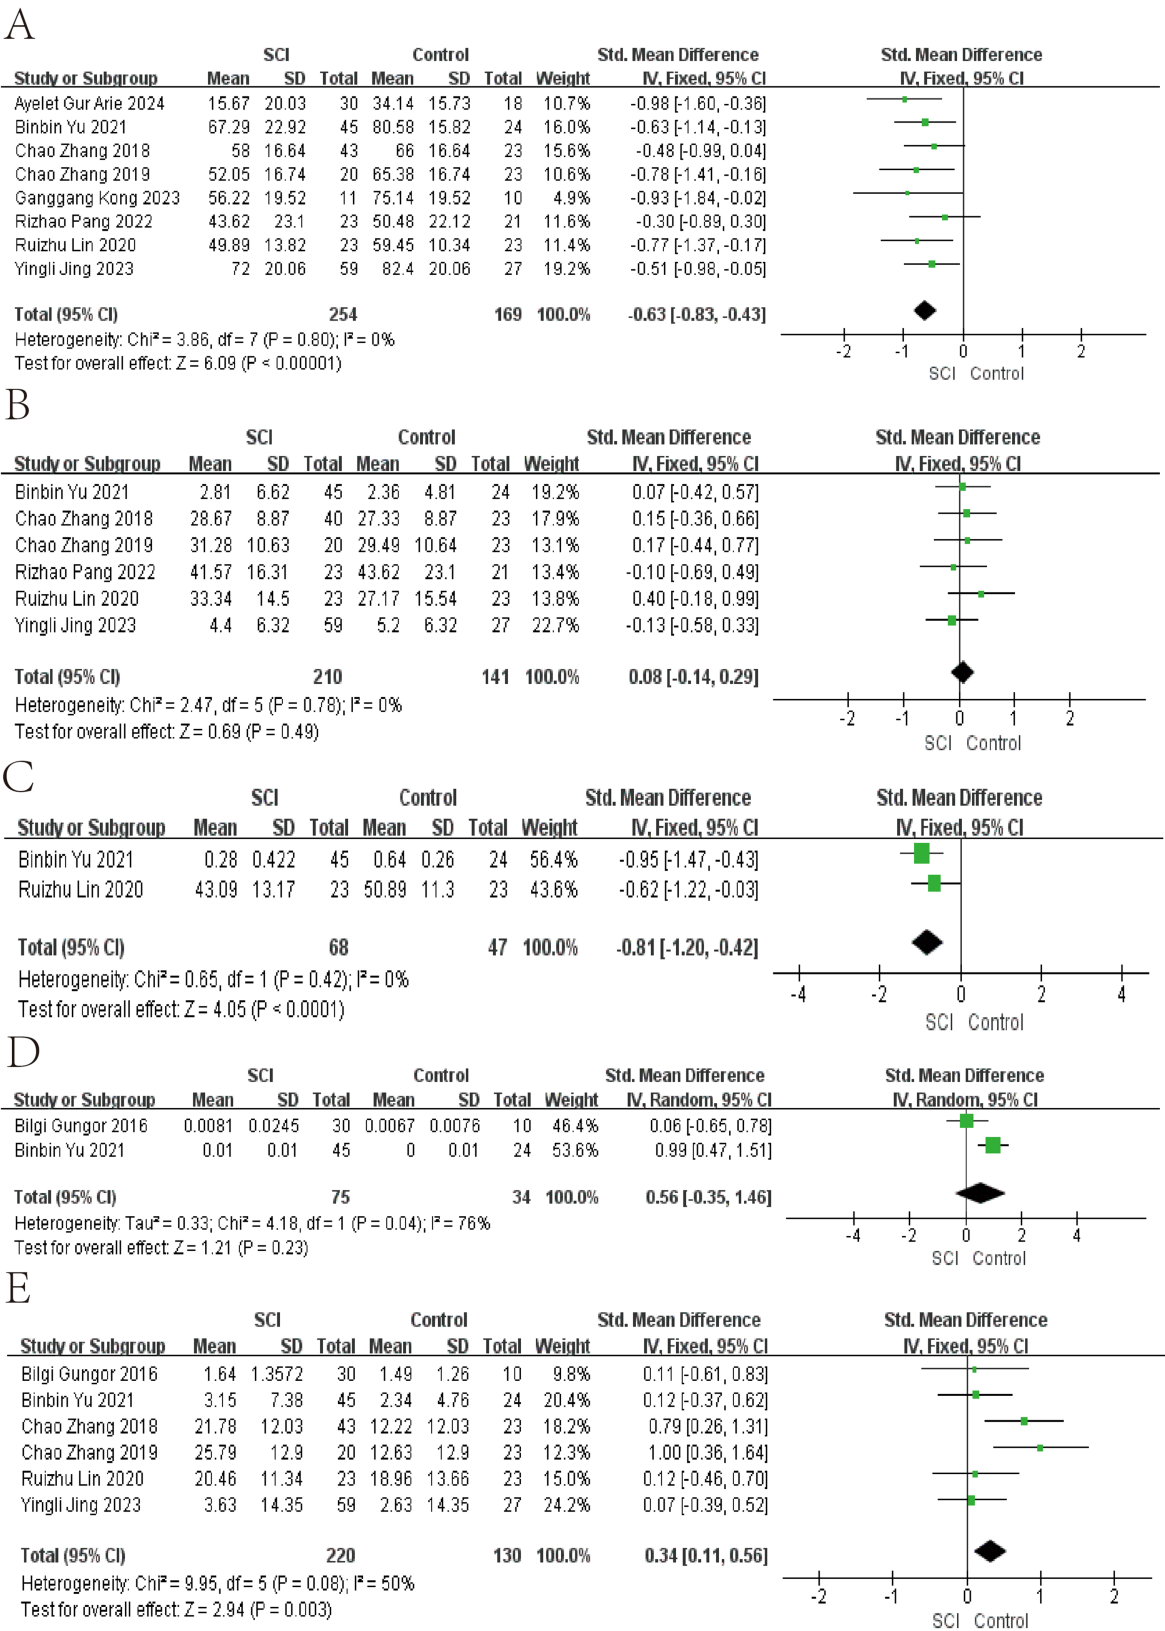 A
SCI Control Std. Mean Difference Std. Mean Difference
Study or Subgroup Mean SD Total Mean SD Total Weight IV, Fixed, 95% CI IV, Fixed, 95% CI
Ayelet Gur Arie 2024 15.67 20.03 30 34.14 15.73 18 10.7% -0.98 [-1.60, -0.36]
Binbin Yu 2021 67.29 22.92 45 80.58 15.82 24 16.0% -0.63 [-1.14, -0.13]
Chao Zhang 2018 58 16.64 43 66 16.64 23 15.6% -0.48 [-0.99, 0.04]
Chao Zhang 2019 52.05 16.74 20 65.38 16.74 23 10.6% -0.78 [-1.41, -0.16]
Ganggang Kong 2023 56.22 19.52 11 75.14 19.52 10 4.9% -0.93 [-1.84, -0.02]
Rizhao Pang 2022 43.62 23.1 23 50.48 22.12 21 11.6% -0.30 [-0.89, 0.30]
Ruizhu Lin 2020 49.89 13.82 23 59.45 10.34 23 11.4% -0.77 [-1.37, -0.17]
Yingli Jing 2023 72 20.06 59 82.4 20.06 27 19.2% -0.51 [-0.98, -0.05]
Total (95% CI) 254 169 100.0% -0.63 [-0.83, -0.43]
Heterogeneity: Chi² = 3.86, df = 7 (P = 0.80); I² = 0%
Test for overall effect: Z = 6.09 (P < 0.00001)
-2 -1 0 1 2
SCI Control
B
SCI Control Std. Mean Difference Std. Mean Difference
Study or Subgroup Mean SD Total Mean SD Total Weight IV, Fixed, 95% CI IV, Fixed, 95% CI
Binbin Yu 2021 2.81 6.62 45 2.36 4.81 24 19.2% 0.07 [-0.42, 0.57]
Chao Zhang 2018 28.67 8.87 40 27.33 8.87 23 17.9% 0.15 [-0.36, 0.66]
Chao Zhang 2019 31.28 10.63 20 29.49 10.64 23 13.1% 0.17 [-0.44, 0.77]
Rizhao Pang 2022 41.57 16.31 23 43.62 23.1 21 13.4% -0.10 [-0.69, 0.49]
Ruizhu Lin 2020 33.34 14.5 23 27.17 15.54 23 13.8% 0.40 [-0.18, 0.99]
Yingli Jing 2023 4.4 6.32 59 5.2 6.32 27 22.7% -0.13 [-0.58, 0.33]
Total (95% CI) 210 141 100.0% 0.08 [-0.14, 0.29]
Heterogeneity: Chi² = 2.47, df = 5 (P = 0.78); I² = 0%
Test for overall effect: Z = 0.69 (P = 0.49)
-2 -1 0 1 2
SCI Control
C
SCI Control Std. Mean Difference Std. Mean Difference
Study or Subgroup Mean SD Total Mean SD Total Weight IV, Fixed, 95% CI IV, Fixed, 95% CI
Binbin Yu 2021 0.28 0.422 45 0.64 0.26 24 56.4% -0.95 [-1.47, -0.43]
Ruizhu Lin 2020 43.09 13.17 23 50.89 11.3 23 43.6% -0.62 [-1.22, -0.03]
Total (95% CI) 68 47 100.0% -0.81 [-1.20, -0.42]
Heterogeneity: Chi² = 0.65, df = 1 (P = 0.42); I² = 0%
Test for overall effect: Z = 4.05 (P < 0.0001)
-4 -2 0 2 4
SCI Control
D
SCI Control Std. Mean Difference Std. Mean Difference
Study or Subgroup Mean SD Total Mean SD Total Weight IV, Random, 95% CI IV, Random, 95% CI
Bilgi Gungor 2016 0.0081 0.0245 30 0.0067 0.0076 10 46.4% 0.06 [-0.65, 0.78]
Binbin Yu 2021 0.01 0.01 45 0 0.01 24 53.6% 0.99 [0.47, 1.51]
Total (95% CI) 75 34 100.0% 0.56 [-0.35, 1.46]
Heterogeneity: Tau² = 0.33; Chi² = 4.18, df = 1 (P = 0.04); I² = 76%
Test for overall effect: Z = 1.21 (P = 0.23)
-4 -2 0 2 4
SCI Control
E
SCI Control Std. Mean Difference Std. Mean Difference
Study or Subgroup Mean SD Total Mean SD Total Weight IV, Fixed, 95% CI IV, Fixed, 95% CI
Bilgi Gungor 2016 1.64 1.3572 30 1.49 1.26 10 9.8% 0.11 [-0.61, 0.83]
Binbin Yu 2021 3.15 7.38 45 2.34 4.76 24 20.4% 0.12 [-0.37, 0.62]
Chao Zhang 2018 21.78 12.03 43 12.22 12.03 23 18.2% 0.79 [0.26, 1.31]
Chao Zhang 2019 25.79 12.9 20 12.63 12.9 23 12.3% 1.00 [0.36, 1.64]
Ruizhu Lin 2020 20.46 11.34 23 18.96 13.66 23 15.0% 0.12 [-0.46, 0.70]
Yingli Jing 2023 3.63 14.35 59 2.63 14.35 27 24.2% 0.07 [-0.39, 0.52]
Total (95% CI) 220 130 100.0% 0.34 [0.11, 0.56]
Heterogeneity: Chi² = 9.95, df = 5 (P = 0.08); I² = 50%
Test for overall effect: Z = 2.94 (P = 0.003)
-2 -1 0 1 2
SCI Control